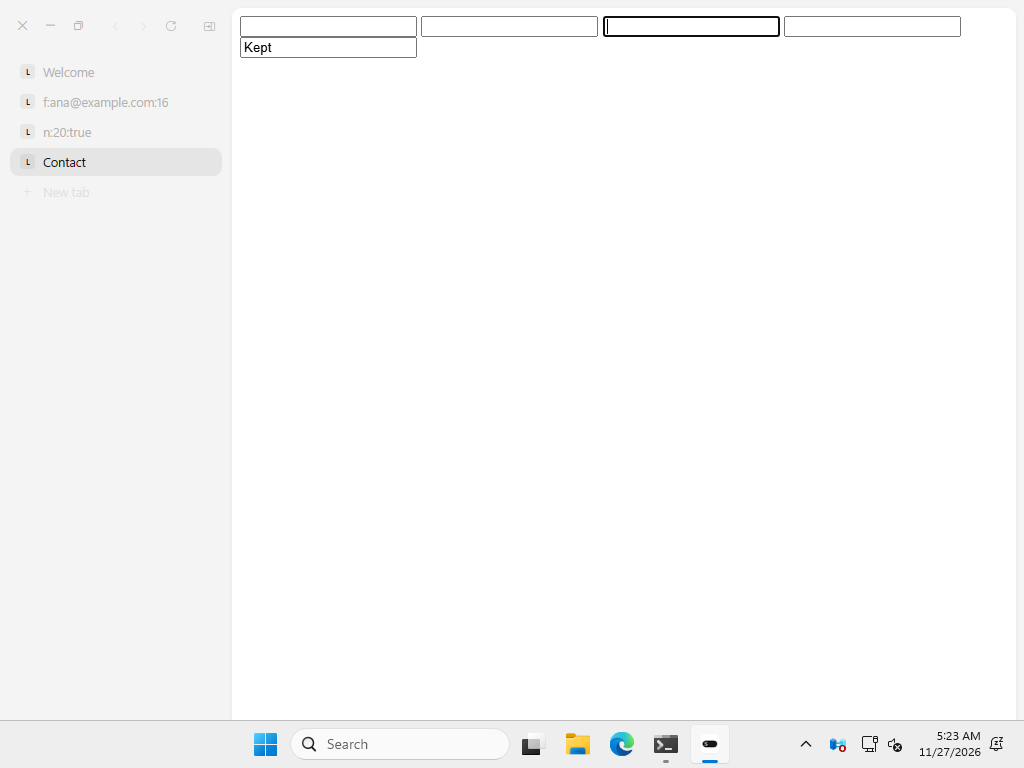 L Welcome
L f:ana@example.com:16
L n:20:true
L Contact
+ New tab
Kept
Search
5:23 AM
11/27/2026